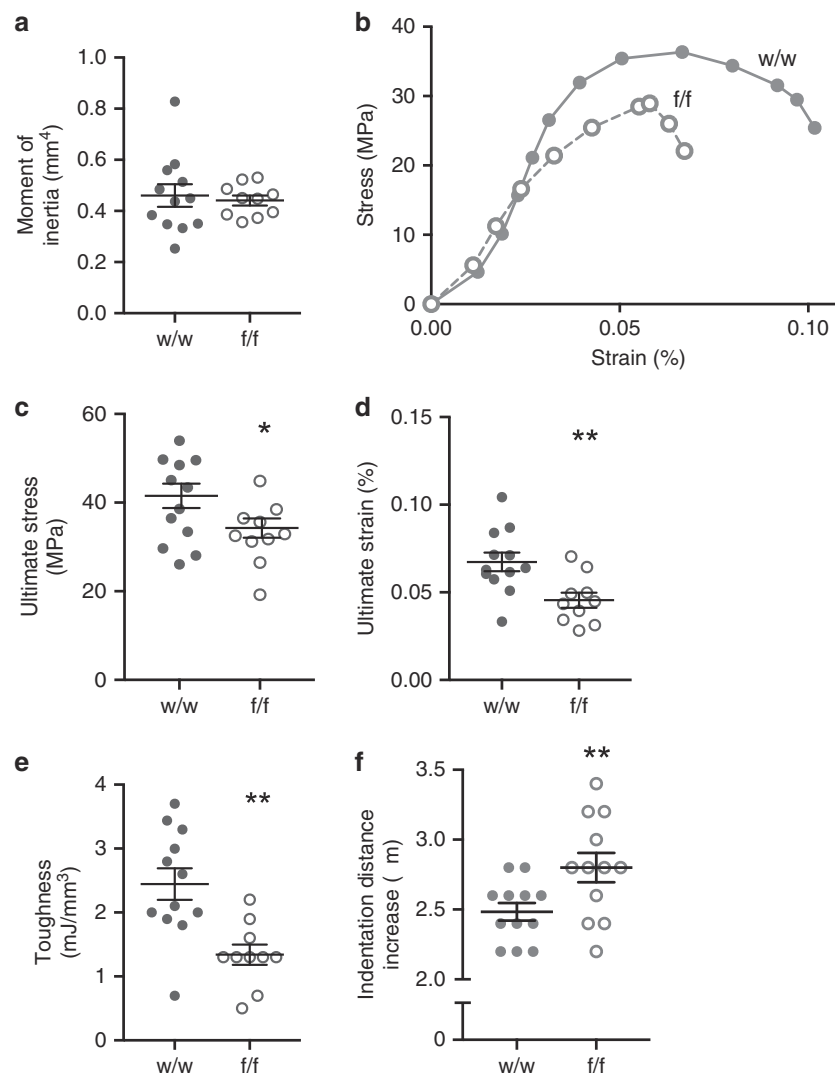 a
Moment of
inertia (mm4)
1.0
0.8
0.6
0.4
0.2
0.0
w/w
f/f
b
Stress (MPa)
40
30
20
10
0
0.00
0.05
0.10
Strain (%)
w/w
f/f
c
Ultimate stress
(MPa)
60
40
20
0
*
w/w
f/f
d
Ultimate strain (%)
0.15
0.10
0.05
0.00
**
w/w
f/f
e
Toughness
(mJ/mm3)
4
3
2
1
0
**
w/w
f/f
f
Indentation distance
increase ( m)
3.5
3.0
2.5
2.0
0
**
w/w
f/f